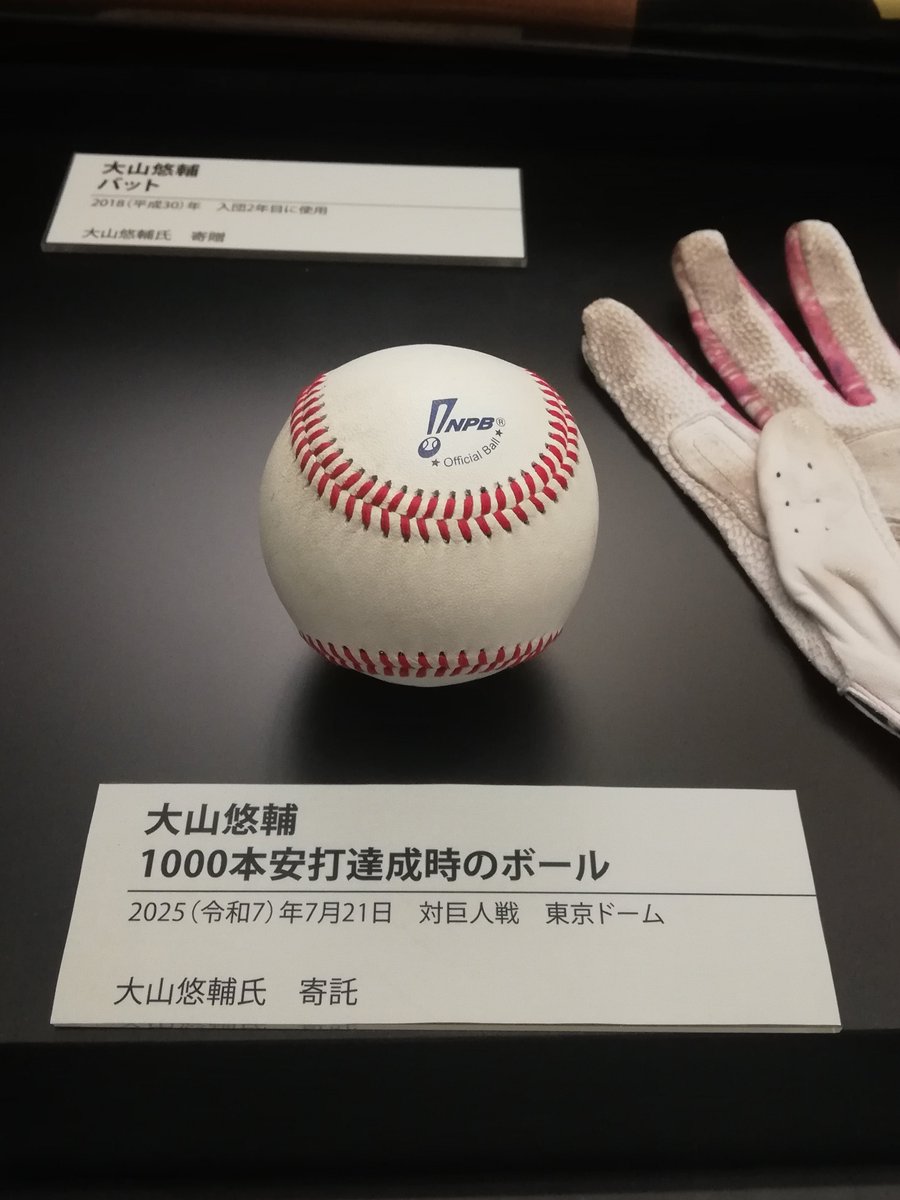 大山悠輔
バット
2018(平成30)年　入団2年目に使用
大山悠輔氏　寄贈
NPB®
★ Official Ball ★
大山悠輔
1000本安打達成時のボール
2025(令和7)年7月21日　対巨人戦　東京ドーム
大山悠輔氏　寄託